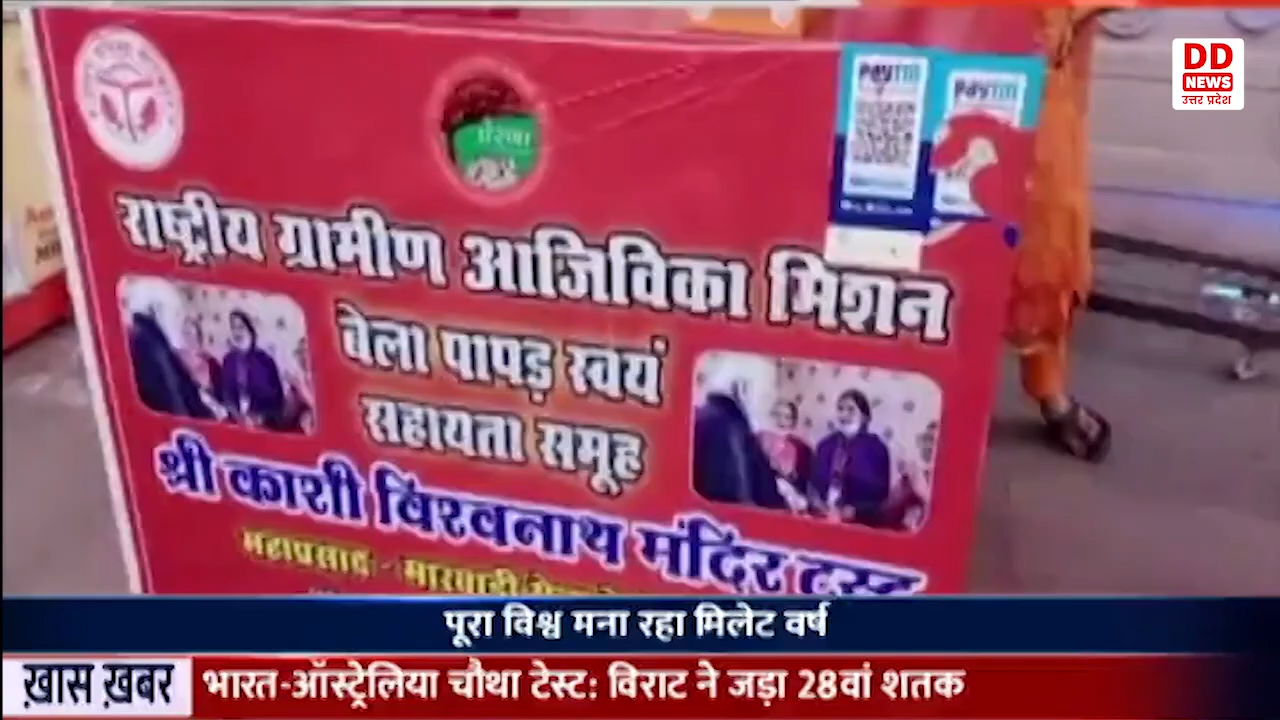 DD
NEWS
उत्तर प्रदेश
paytm
paytm
प्रेरणा
राष्ट्रीय ग्रामीण आजिविका मिशन
बेला पापड़ स्वयं
सहायता समूह
श्री काशी विश्वनाथ मंदिर ट्रस्ट
महाप्रसाद -
पूरा विश्व मना रहा मिलेट वर्ष
ख़ास ख़बर
भारत-ऑस्ट्रेलिया चौथा टेस्ट: विराट ने जड़ा 28वां शतक